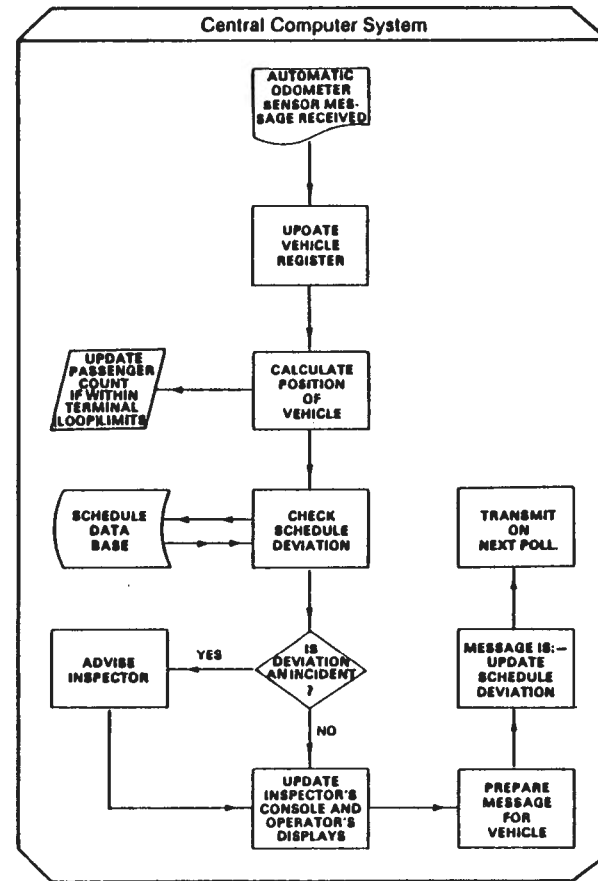 Central Computer System
AUTOMATIC
ODOMETER
SENSOR MES-
SAGE RECEIVED
UPDATE
VEHICLE
REGISTER
UPDATE
PASSENGER
COUNT
IF WITHIN
TERMINAL
LOOP/LIMITS
CALCULATE
POSITION
OF
VEHICLE
SCHEDULE
DATA
BASE
CHECK
SCHEDULE
DEVIATION
TRANSMIT
ON
NEXT POLL.
ADVISE
INSPECTOR
YES
IS
DEVIATION
AN INCIDENT
?
NO
MESSAGE IS:—
UPDATE
SCHEDULE
DEVIATION
UPDATE
INSPECTOR'S
CONSOLE AND
OPERATOR'S
DISPLAYS
PREPARE
MESSAGE
FOR
VEHICLE